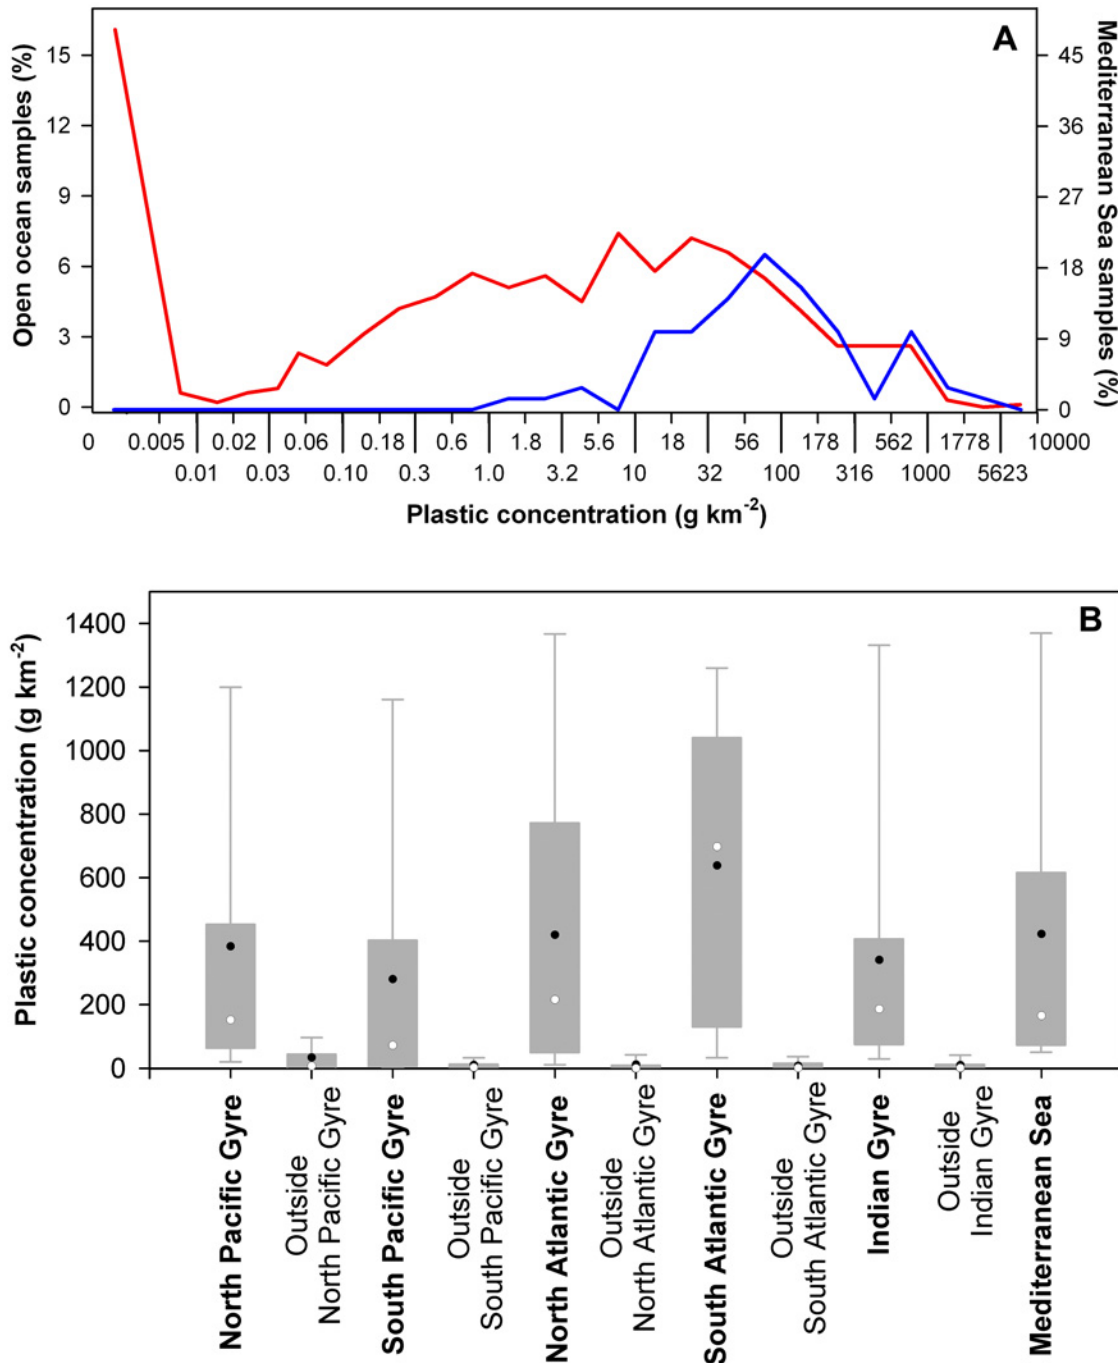 A
Open ocean samples (%)
15
12
9
6
3
0
Mediterranean Sea samples (%)
45
36
27
18
9
0
0 0.005 0.02 0.06 0.18 0.6 1.8 5.6 18 56 178 562 1778 10000
0.01 0.03 0.10 0.3 1.0 3.2 10 32 100 316 1000 5623
Plastic concentration (g km-2)
B
Plastic concentration (g km-2)
1400
1200
1000
800
600
400
200
0
North Pacific Gyre
Outside
North Pacific Gyre
South Pacific Gyre
Outside
South Pacific Gyre
North Atlantic Gyre
Outside
North Atlantic Gyre
South Atlantic Gyre
Outside
South Atlantic Gyre
Indian Gyre
Outside
Indian Gyre
Mediterranean Sea